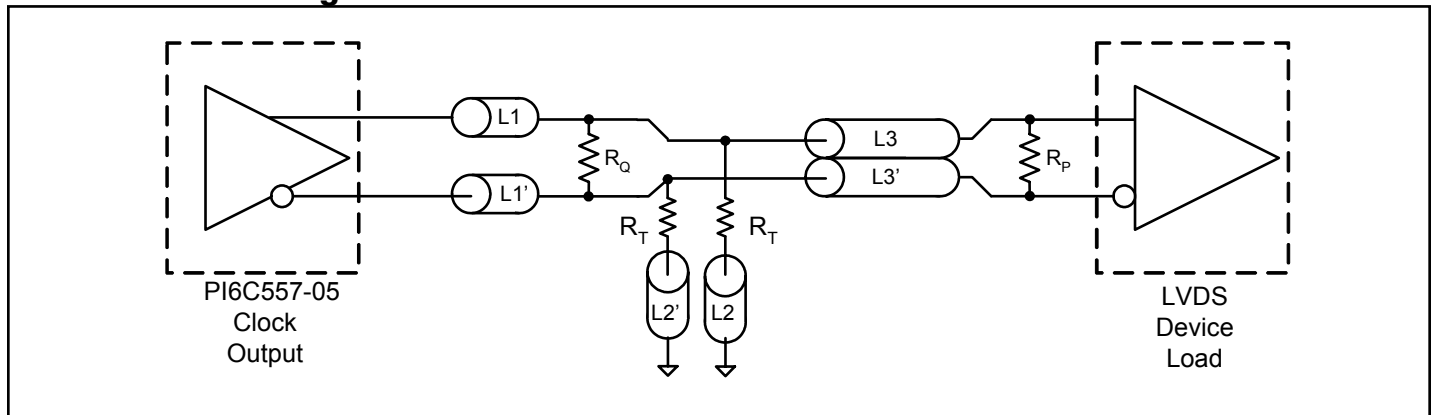 L1
L1’
R_Q
R_T
R_T
L2’
L2
L3
L3’
R_P
PI6C557-05
Clock
Output
LVDS
Device
Load